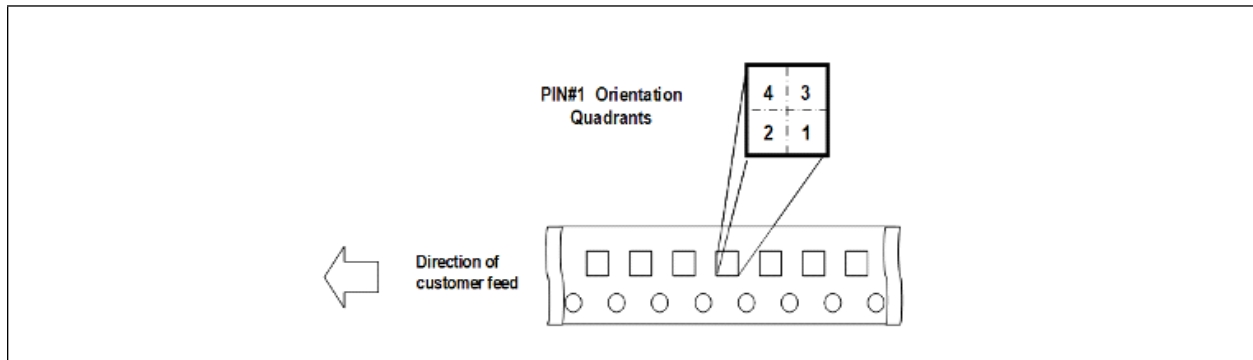 PIN#1 Orientation
Quadrants
4 3
2 1
Direction of
customer feed